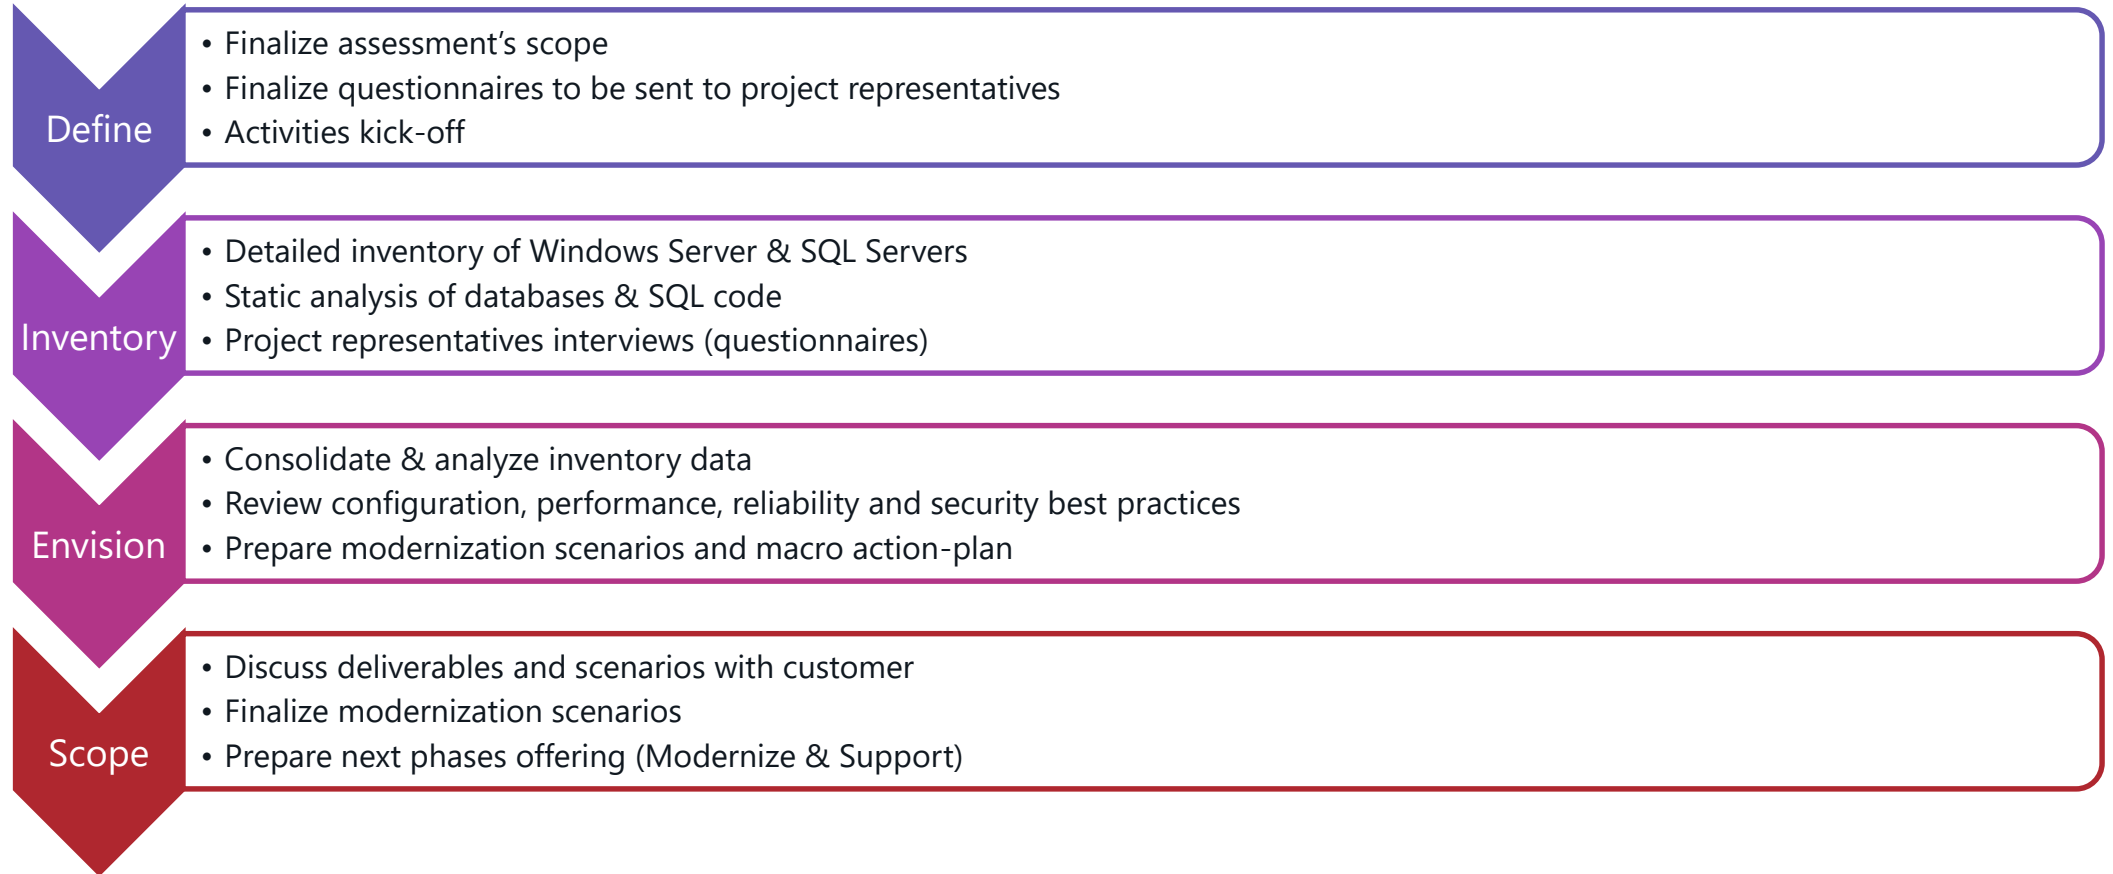 Define
• Finalize assessment’s scope
• Finalize questionnaires to be sent to project representatives
• Activities kick-off
Inventory
• Detailed inventory of Windows Server & SQL Servers
• Static analysis of databases & SQL code
• Project representatives interviews (questionnaires)
Envision
• Consolidate & analyze inventory data
• Review configuration, performance, reliability and security best practices
• Prepare modernization scenarios and macro action-plan
Scope
• Discuss deliverables and scenarios with customer
• Finalize modernization scenarios
• Prepare next phases offering (Modernize & Support)